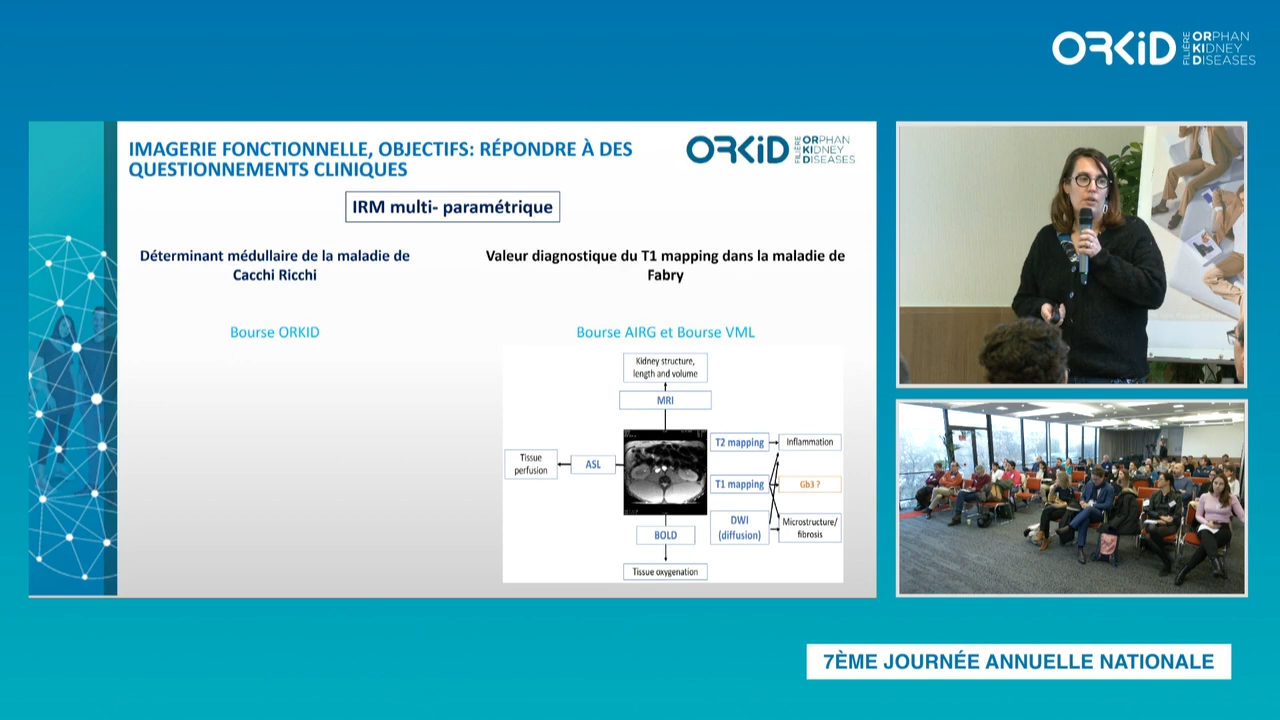 ORKiD
FILIÈRE
ORPHAN
KIDNEY
DISEASES
IMAGERIE FONCTIONNELLE, OBJECTIFS: RÉPONDRE À DES
QUESTIONNEMENTS CLINIQUES
ORKiD
FILIÈRE
ORPHAN
KIDNEY
DISEASES
IRM multi- paramétrique
Déterminant médullaire de la maladie de
Cacchi Ricchi
Bourse ORKID
Valeur diagnostique du T1 mapping dans la maladie de
Fabry
Bourse AIRG et Bourse VML
Kidney structure,
length and volume
MRI
Tissue
perfusion
ASL
T2 mapping
Inflammation
T1 mapping
Gb3 ?
DWI
(diffusion)
Microstructure/
fibrosis
BOLD
Tissue oxygenation
7ÈME JOURNÉE ANNUELLE NATIONALE